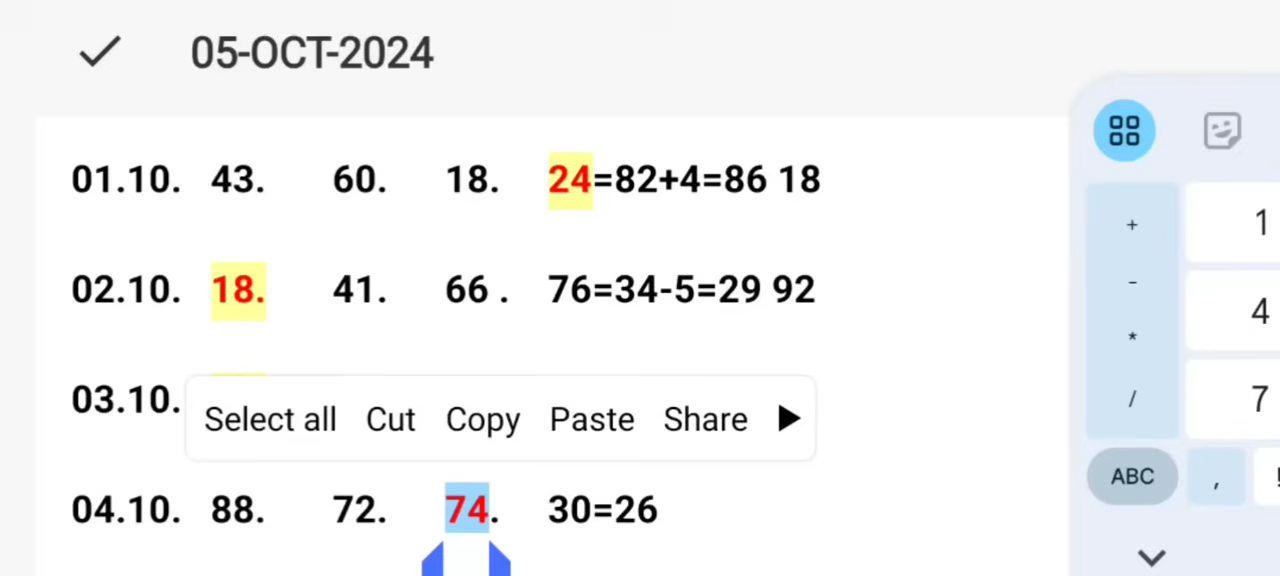 05-OCT-2024
01.10. 43. 60. 18. 24=82+4=86 18
02.10. 18. 41. 66 . 76=34-5=29 92
03.10.
Select all Cut Copy Paste Share
04.10. 88. 72. 74. 30=26
+ 1
- 4
*
/ 7
ABC ,